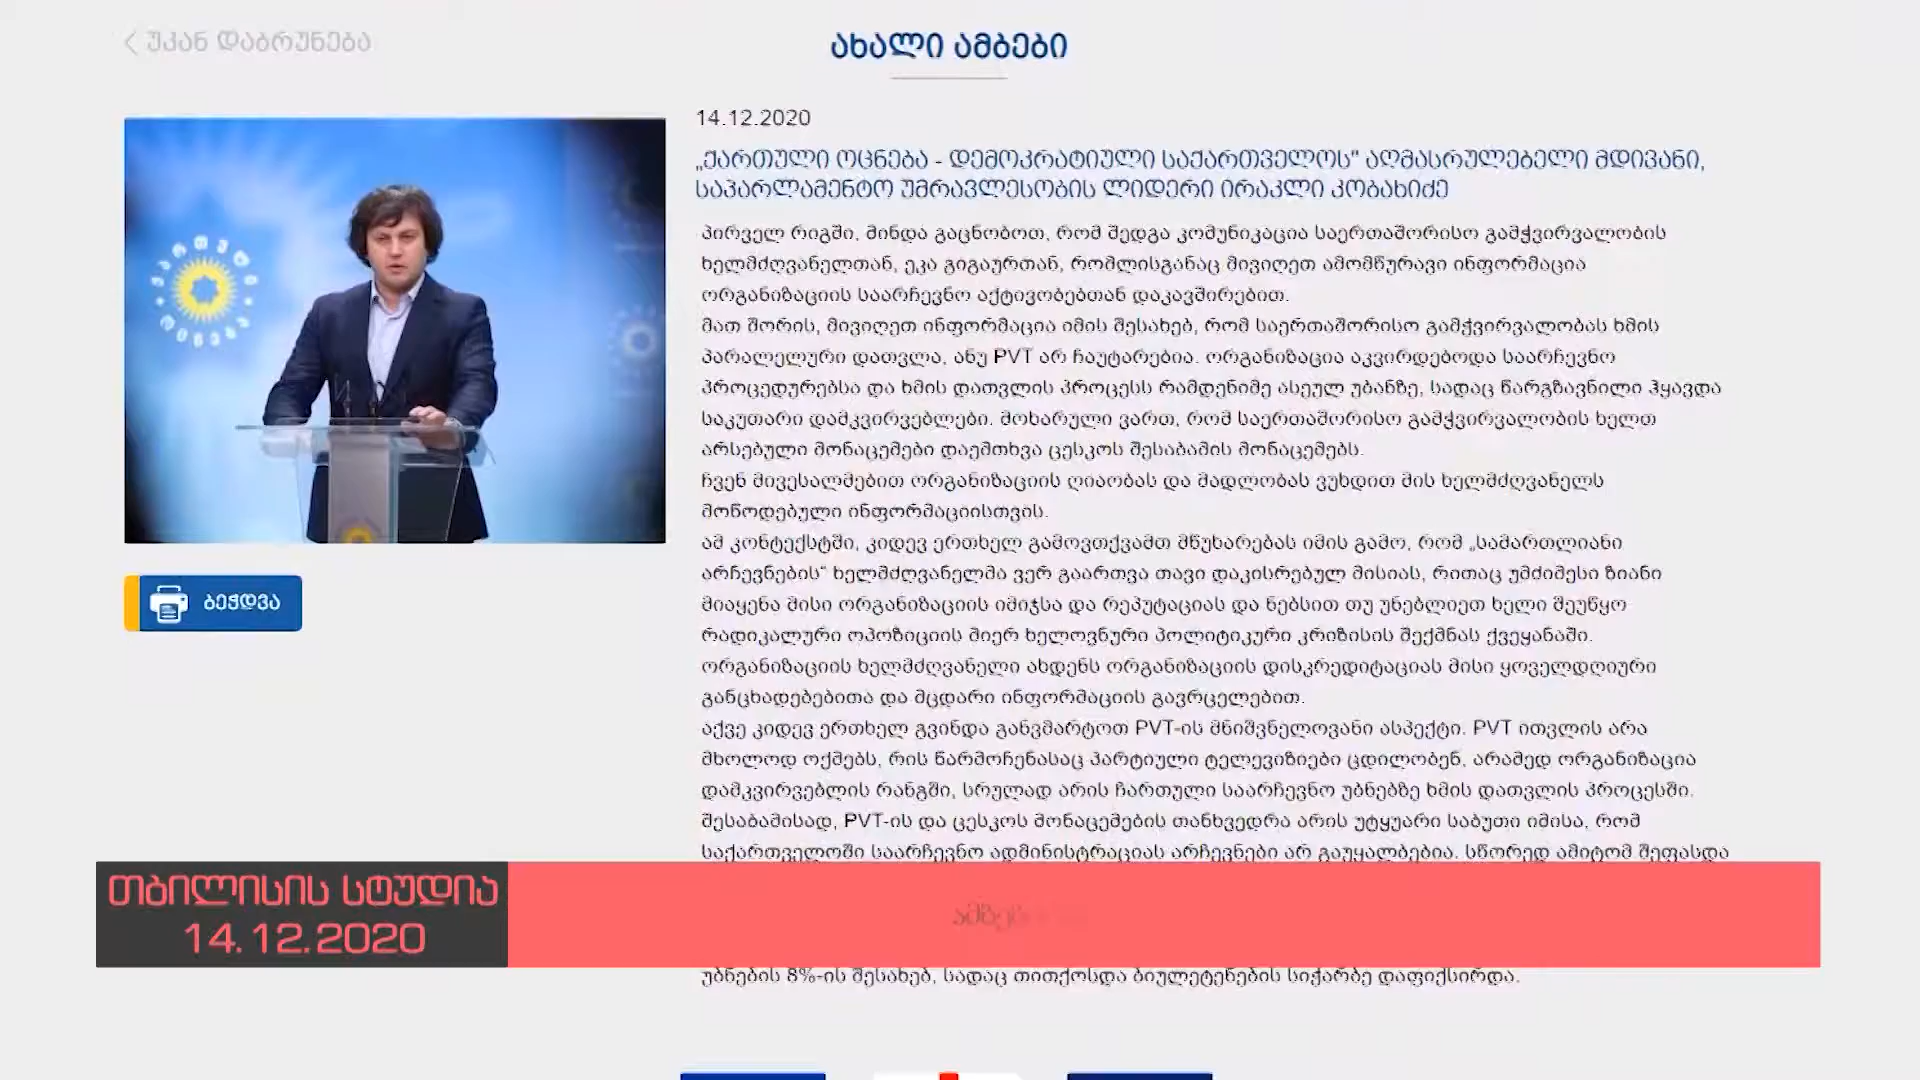 უკან დაბრუნება
ახალი ამბები
14.12.2020
„ქართული ოცნება - დემოკრატიული საქართველოს" აღმასრულებელი მდივანი,
საპარლამენტო უმრავლესობის ლიდერი ირაკლი კობახიძე
პირველ რიგში, მინდა გაცნობოთ, რომ შედგა კომუნიკაცია საერთაშორისო გამჭვირვალობის
ხელმძღვანელთან, ეკა გიგაურთან, რომლისგანაც მივიღეთ ამომწურავი ინფორმაცია
ორგანიზაციის საარჩევნო აქტივობებთან დაკავშირებით.
მათ შორის, მივიღეთ ინფორმაცია იმის შესახებ, რომ საერთაშორისო გამჭვირვალობას ხმის
პარალელური დათვლა, ანუ PVT არ ჩაუტარებია. ორგანიზაცია აკვირდებოდა საარჩევნო
პროცედურებსა და ხმის დათვლის პროცესს რამდენიმე ასეულ უბანზე, სადაც წარგზავნილი ჰყავდა
საკუთარი დამკვირვებლები. მოხარული ვართ, რომ საერთაშორისო გამჭვირვალობის ხელთ
არსებული მონაცემები დაემთხვა ცესკოს შესაბამის მონაცემებს.
ჩვენ მივესალმებით ორგანიზაციის ღიაობას და მადლობას ვუხდით მის ხელმძღვანელს
მოწოდებული ინფორმაციისთვის.
ამ კონტექსტში, კიდევ ერთხელ გამოვთქვამთ მწუხარებას იმის გამო, რომ „სამართლიანი
არჩევნების“ ხელმძღვანელმა ვერ გაართვა თავი დაკისრებულ მისიას, რითაც უმძიმესი ზიანი
მიაყენა მისი ორგანიზაციის იმიჯსა და რეპუტაციას და ნებსით თუ უნებლიეთ ხელი შეუწყო
რადიკალური ოპოზიციის მიერ ხელოვნური პოლიტიკური კრიზისის შექმნას ქვეყანაში.
ორგანიზაციის ხელმძღვანელი ახდენს ორგანიზაციის დისკრედიტაციას მისი ყოველდღიური
განცხადებებითა და მცდარი ინფორმაციის გავრცელებით.
აქვე კიდევ ერთხელ გვინდა განვმარტოთ PVT-ის მნიშვნელოვანი ასპექტი. PVT ითვლის არა
მხოლოდ ოქმებს, რის წარმოჩენასაც პარტიული ტელევიზიები ცდილობენ, არამედ ორგანიზაცია
დამკვირვებლის რანგში, სრულად არის ჩართული საარჩევნო უბნებზე ხმის დათვლის პროცესში.
შესაბამისად, PVT-ის და ცესკოს მონაცემების თანხვედრა არის უტყუარი საბუთი იმისა, რომ
საქართველოში საარჩევნო ადმინისტრაციას არჩევნები არ გაუყალბებია. სწორედ ამიტომ შეფასდა
უბნების 8%-ის შესახებ, სადაც თითქოსდა ბიულეტენების სიჭარბე დაფიქსირდა.
ბეჭდვა
თბილისის სტუდია
14.12.2020